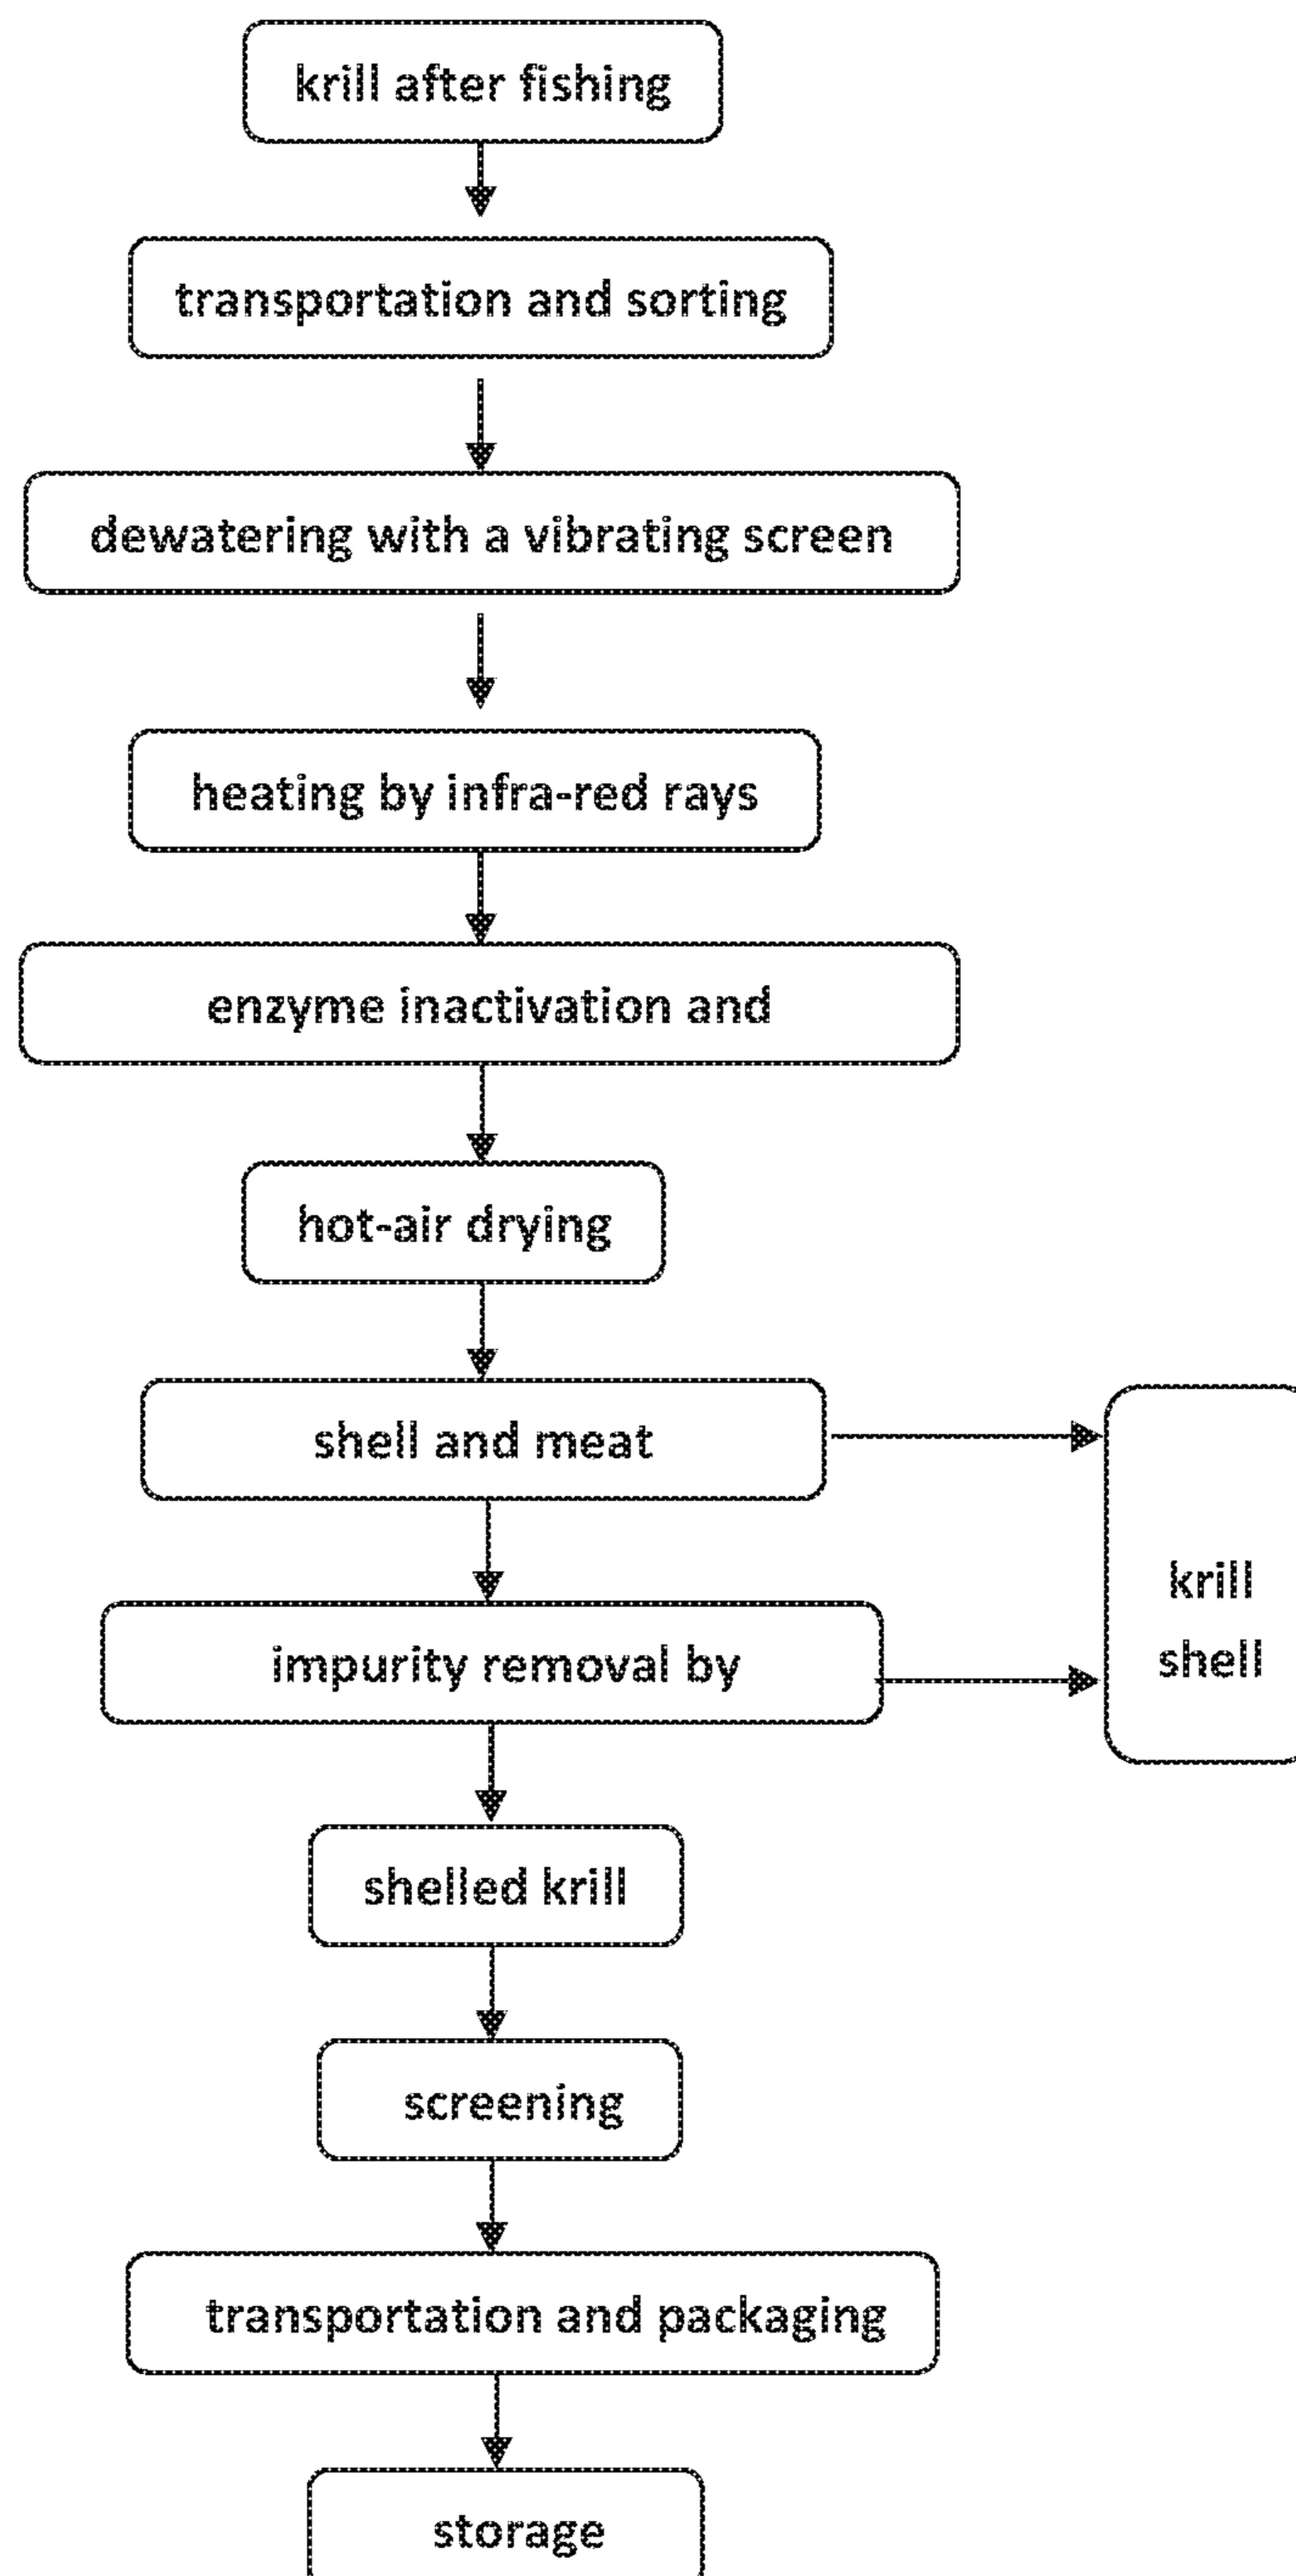 krill after fishing
transportation and sorting
dewatering with a vibrating screen
heating by infra-red rays
enzyme inactivation and
hot-air drying
shell and meat
impurity removal by
krill
shell
shelled krill
screening
transportation and packaging
storage